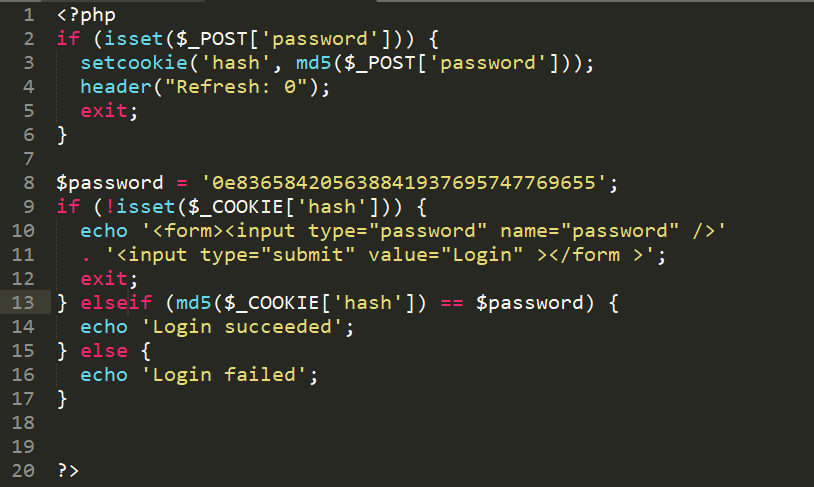 1 <?php
2 if (isset($_POST['password'])) {
3   setcookie('hash', md5($_POST['password']));
4   header("Refresh: 0");
5   exit;
6 }
7
8 $password = '0e836584205638841937695747769655';
9 if (!isset($_COOKIE['hash'])) {
10   echo '<form><input type="password" name="password" />'
11   . '<input type="submit" value="Login" ></form >';
12   exit;
13 } elseif (md5($_COOKIE['hash']) == $password) {
14   echo 'Login succeeded';
15 } else {
16   echo 'Login failed';
17 }
18
19
20 ?>